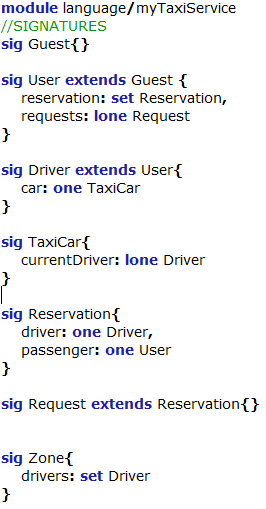 module language/myTaxiService
//SIGNATURES
sig Guest{}
sig User extends Guest {
reservation: set Reservation,
requests: lone Request
}
sig Driver extends User{
car: one TaxiCar
}
sig TaxiCar{
currentDriver: lone Driver
}
sig Reservation{
driver: one Driver,
passenger: one User
}
sig Request extends Reservation{}
sig Zone{
drivers: set Driver
}